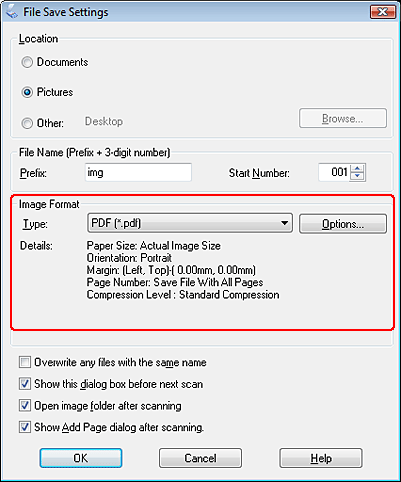 File Save Settings
Location
Documents
Pictures
Other: Desktop Browse...
File Name (Prefix + 3-digit number)
Prefix: img Start Number: 001
Image Format
Type: PDF (*.pdf) Options...
Details: Paper Size: Actual Image Size
Orientation: Portrait
Margin: (Left, Top)-( 0.00mm, 0.00mm)
Page Number: Save File With All Pages
Compression Level : Standard Compression
Overwrite any files with the same name
Show this dialog box before next scan
Open image folder after scanning
Show Add Page dialog after scanning.
OK Cancel Help